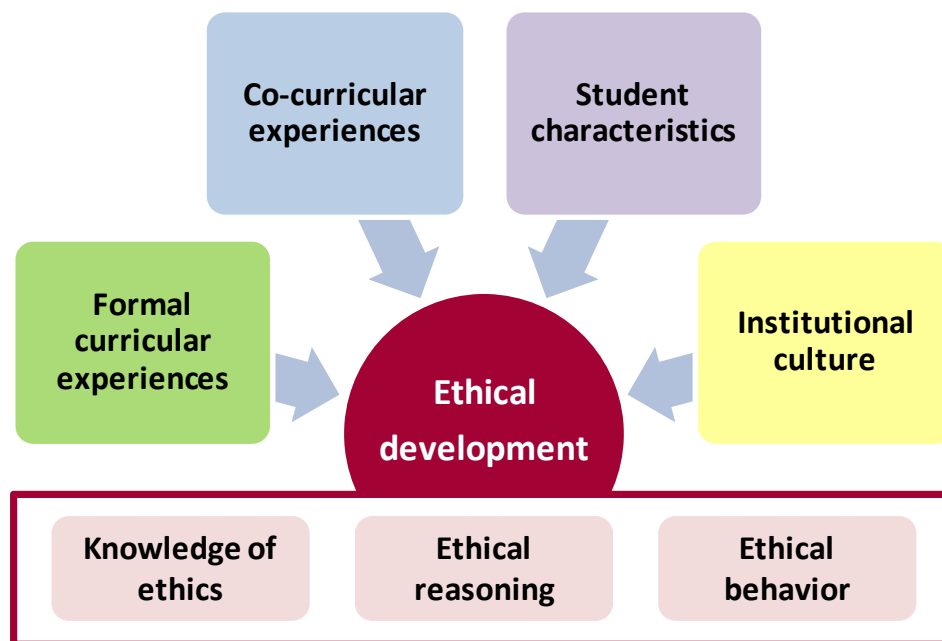 Co-curricular
experiences
Student
characteristics
Formal
curricular
experiences
Institutional
culture
Ethical
development
Knowledge of
ethics
Ethical
reasoning
Ethical
behavior